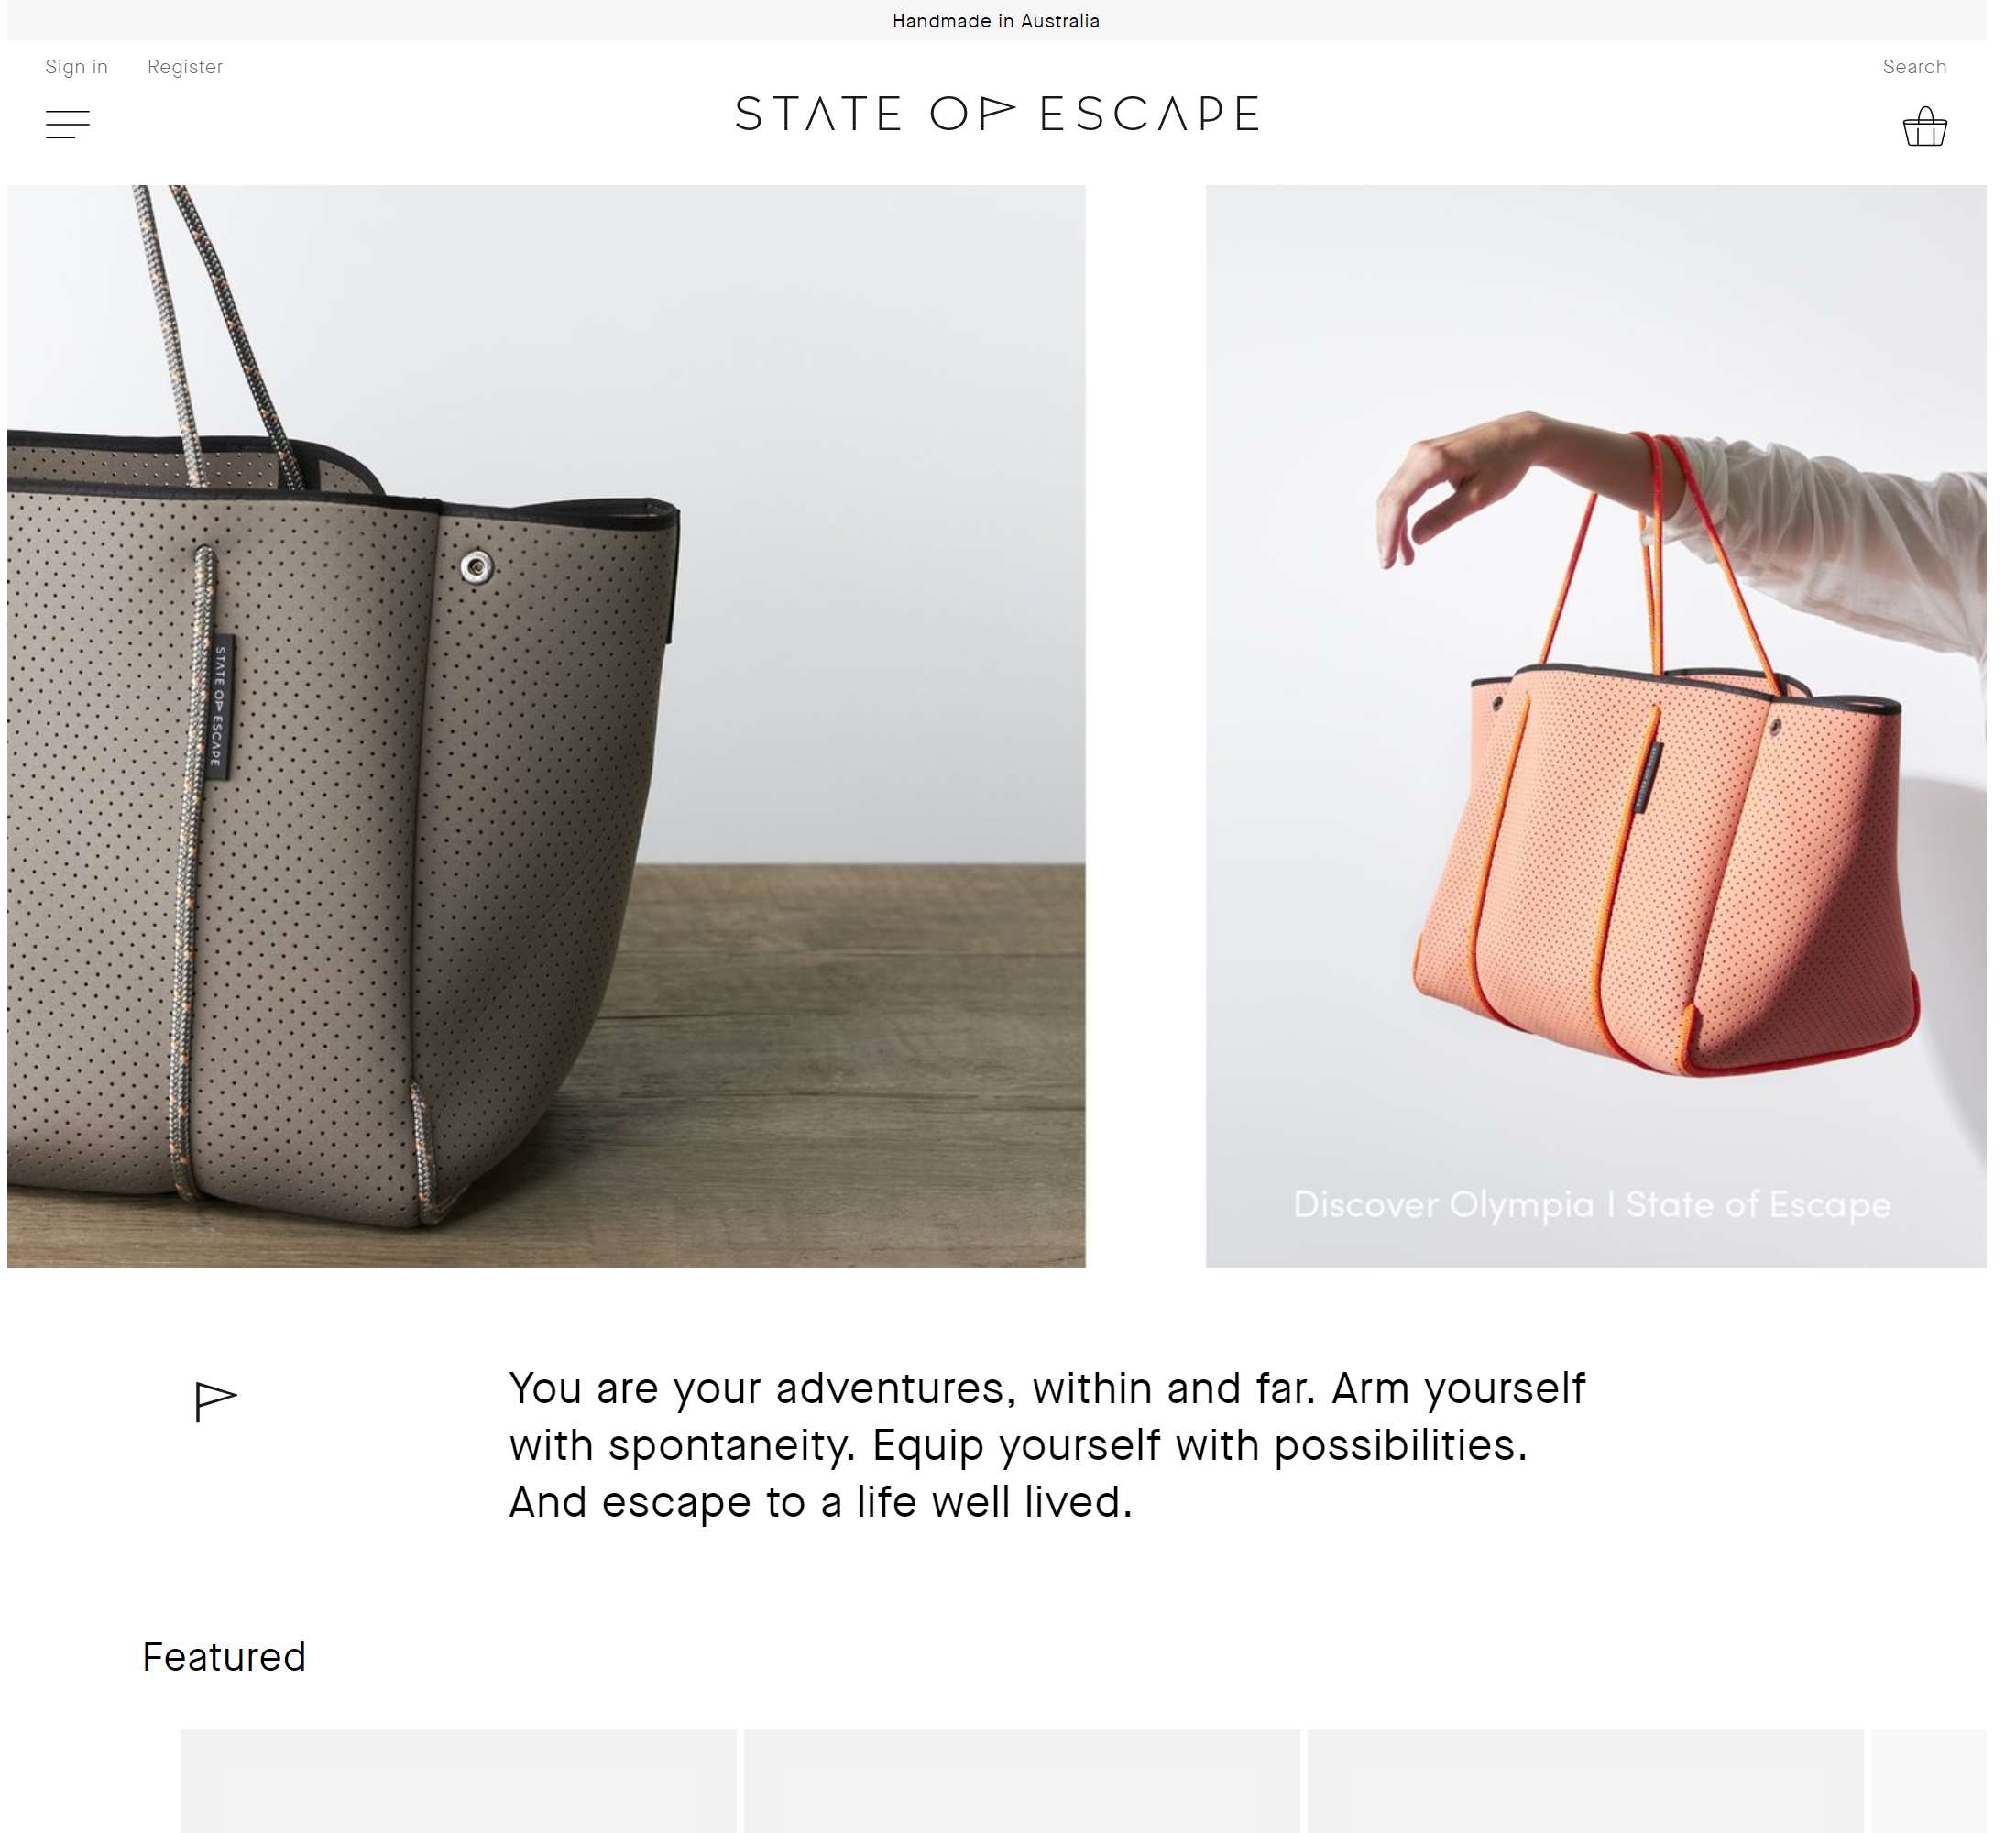 Handmade in Australia
Sign in Register Search
STATE OF ESCAPE
STATE OF ESCAPE
Discover Olympia | State of Escape
You are your adventures, within and far. Arm yourself
with spontaneity. Equip yourself with possibilities.
And escape to a life well lived.
Featured